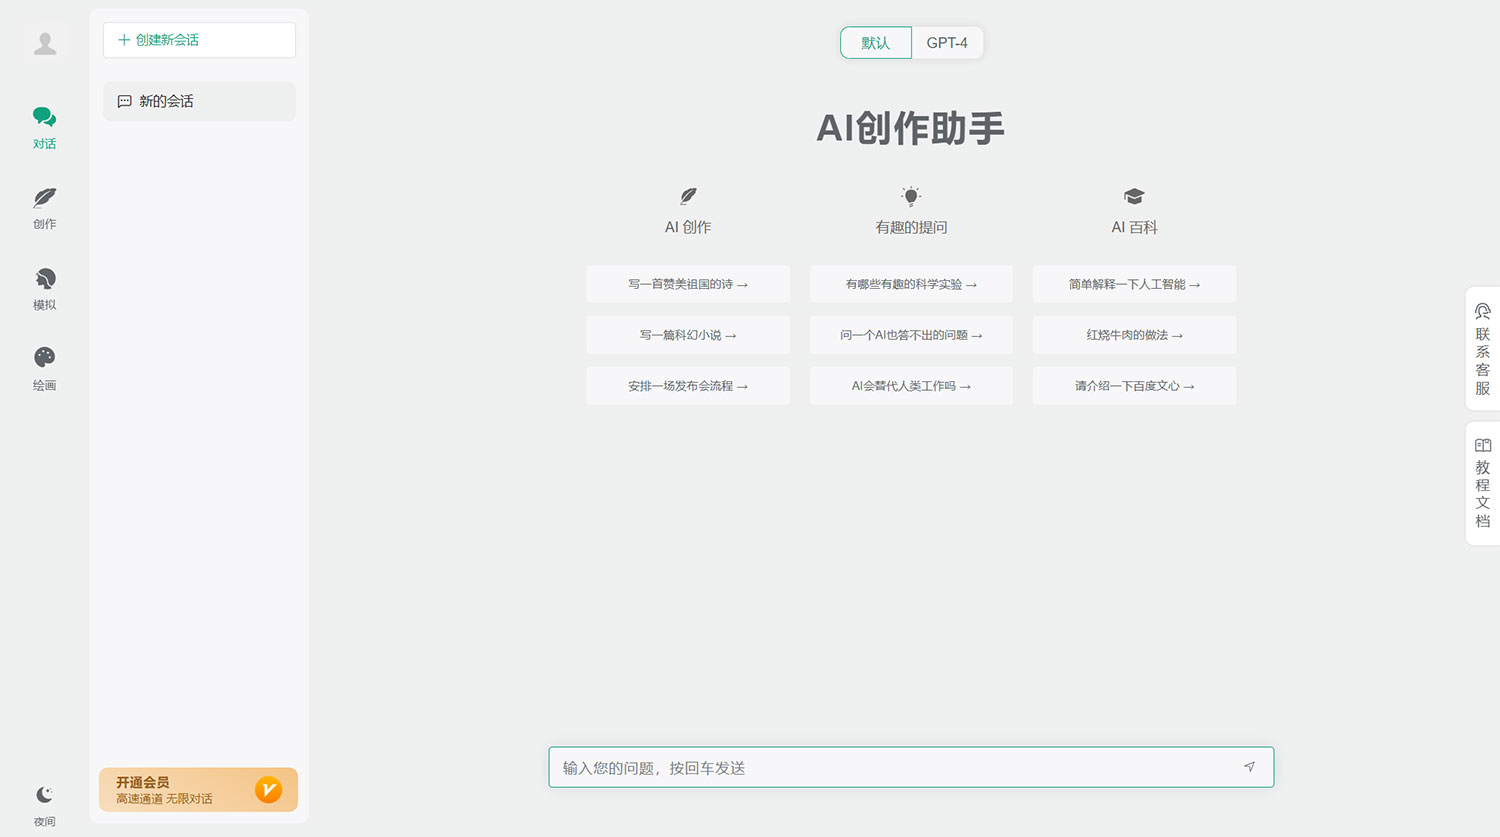 对话
创作
模拟
绘画
夜间
创建新会话
新的会话
开通会员
高速通道 无限对话
默认 GPT-4
AI创作助手
AI 创作
写一首赞美祖国的诗→
写一篇科幻小说→
安排一场发布会流程→
有趣的提问
有哪些有趣的科学实验→
问一个AI也答不出的问题→
AI会替代人类工作吗→
AI 百科
简单解释一下人工智能→
红烧牛肉的做法→
请介绍一下百度文心→
输入您的问题，按回车发送
联系客服
教程文档